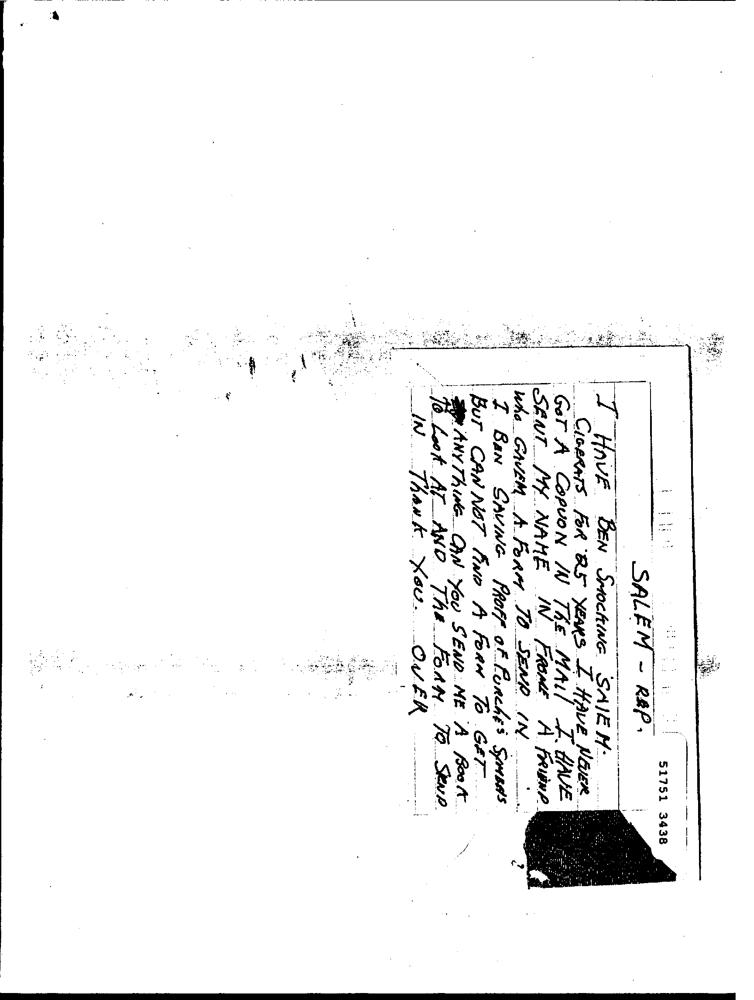 51751 3438
SALEM - REP.
I HAVE BEN SMOCKING SALEM.
CIGERATS FOR 25 YEARS I HAVE NEVER
GOT A COPUON IN THE MAIL I HAVE
SENT MY NAME IN FROME A FRIEND
WHO GAVEM A FORM TO SEND IN.
I BEN SAVING PROFF OF PURCHES SYMBALS
BUT CAN NOT FIND A FORM TO GET
ANYTHING CAN YOU SEND ME A BOOK
TO LOOK AT AND THE FORM TO SEND
IN THANK YOU. OVER